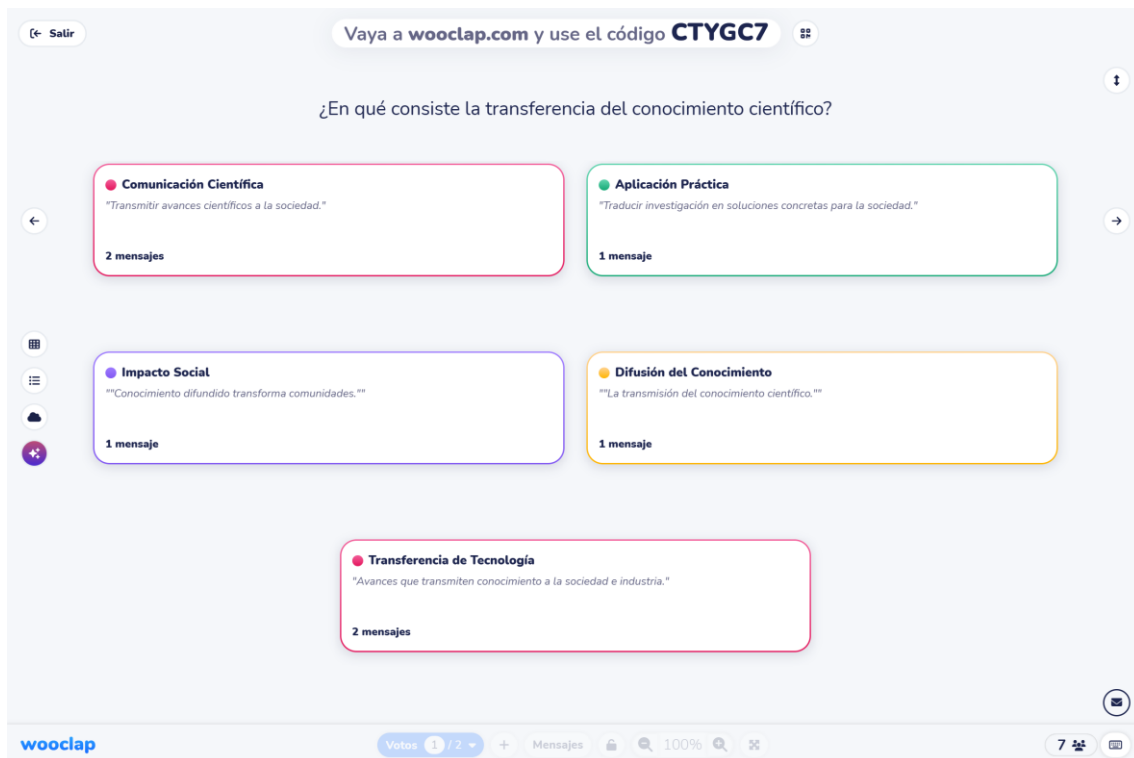 Salir
Vaya a wooclap.com y use el código CTYGC7
¿En qué consiste la transferencia del conocimiento científico?
Comunicación Científica
"Transmitir avances científicos a la sociedad."
2 mensajes
Aplicación Práctica
"Traducir investigación en soluciones concretas para la sociedad."
1 mensaje
Impacto Social
""Conocimiento difundido transforma comunidades.""
1 mensaje
Difusión del Conocimiento
""La transmisión del conocimiento científico.""
1 mensaje
Transferencia de Tecnología
"Avances que transmiten conocimiento a la sociedad e industria."
2 mensajes
wooclap
Votos 1 / 2
+ Mensajes
100%
7